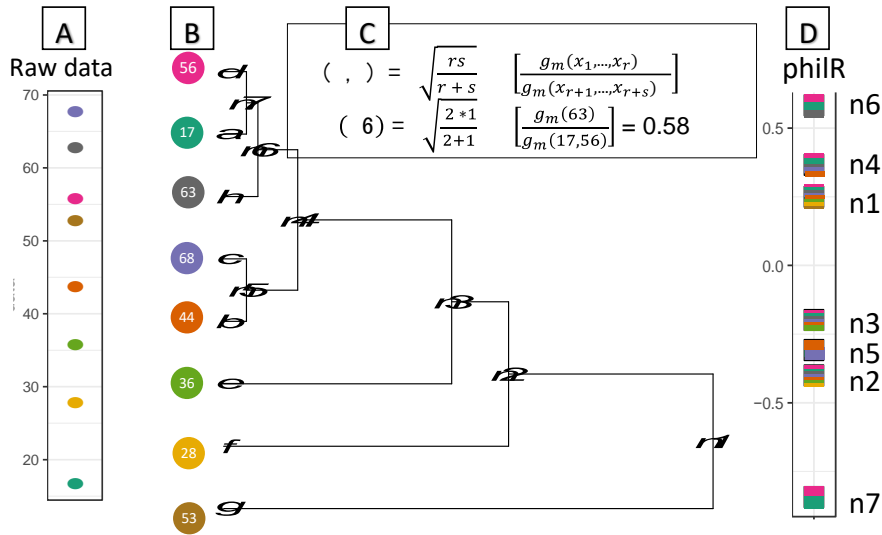 A
Raw data
70
60
50
40
30
20
B
56
17
63
68
44
36
28
53
d
a
h
c
b
e
f
g
n7
n6
n4
n5
n3
n2
n1
C
( , ) = √(rs / (r + s)) [g_m(x_1,…,x_r) / g_m(x_{r+1},…,x_{r+s})]
( 6) = √(2 *1 / 2+1) [g_m(63) / g_m(17,56)] = 0.58
D
philR
0.5
0.0
−0.5
n6
n4
n1
n3
n5
n2
n7